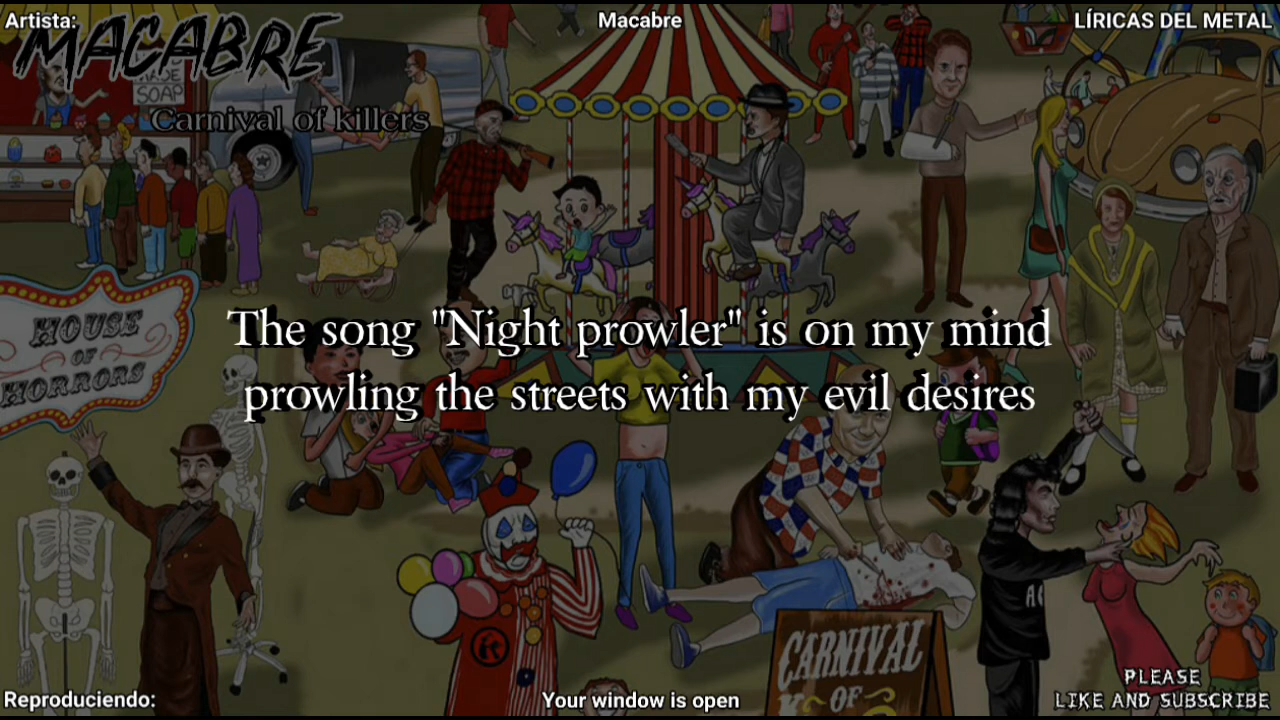 Artista:
Macabre
LÍRICAS DEL METAL
MACABRE
MADE
SOAP
Carnival of killers
HOUSE
OF
HORRORS
The song "Night prowler" is on my mind
prowling the streets with my evil desires
CARNIVAL
OF
PLEASE
LIKE AND SUBSCRIBE
Reproduciendo:
Your window is open